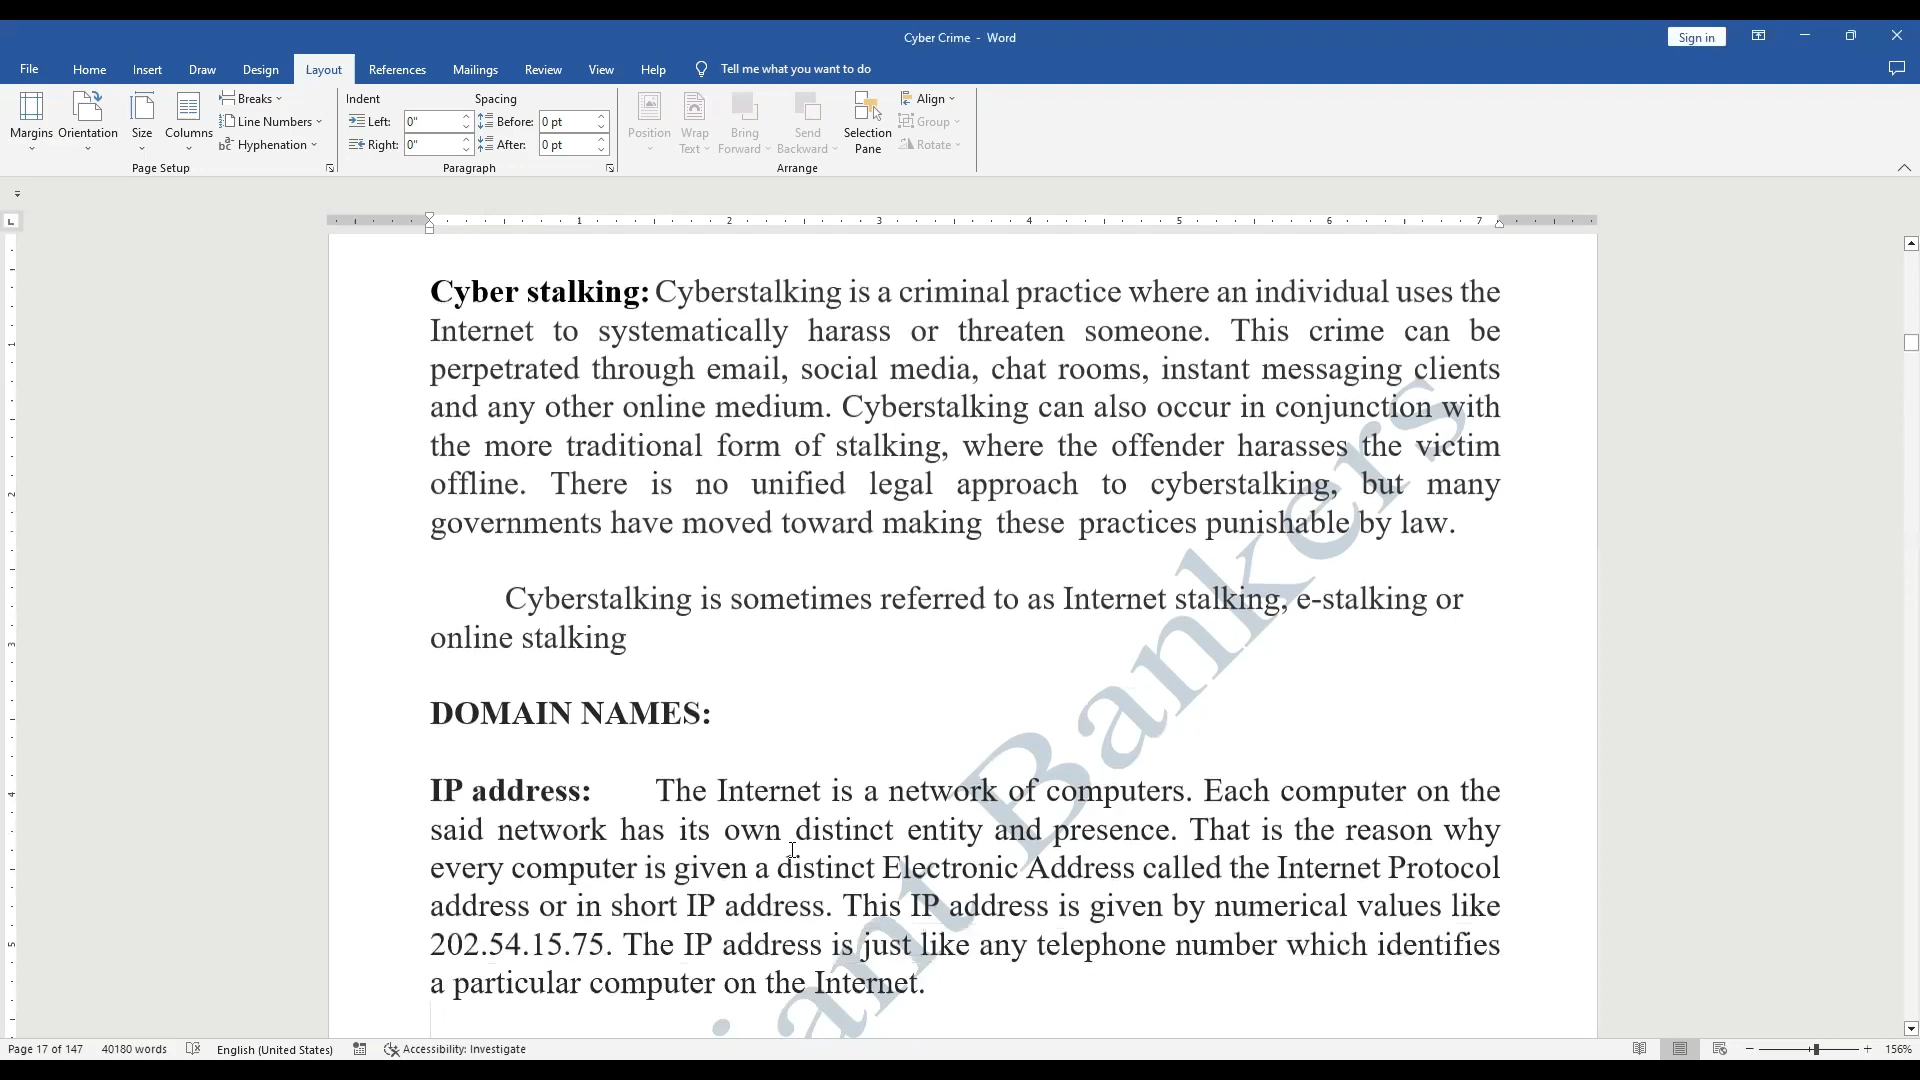 Cyber Crime - Word
Sign in
File Home Insert Draw Design Layout References Mailings Review View Help Tell me what you want to do
Margins Orientation Size Columns Breaks Line Numbers Hyphenation
Page Setup
Indent Spacing
Left: 0" Before: 0 pt
Right: 0" After: 0 pt
Paragraph
Position Wrap Text Bring Forward Send Backward Selection Pane Align Group Rotate
Arrange
1 2 3 4 5 6 7
Cyber stalking: Cyberstalking is a criminal practice where an individual uses the
Internet to systematically harass or threaten someone. This crime can be
perpetrated through email, social media, chat rooms, instant messaging clients
and any other online medium. Cyberstalking can also occur in conjunction with
the more traditional form of stalking, where the offender harasses the victim
offline. There is no unified legal approach to cyberstalking, but many
governments have moved toward making these practices punishable by law.
Cyberstalking is sometimes referred to as Internet stalking, e-stalking or
online stalking
DOMAIN NAMES:
IP address: The Internet is a network of computers. Each computer on the
said network has its own distinct entity and presence. That is the reason why
every computer is given a distinct Electronic Address called the Internet Protocol
address or in short IP address. This IP address is given by numerical values like
202.54.15.75. The IP address is just like any telephone number which identifies
a particular computer on the Internet.
Bankers
Page 17 of 147 40180 words English (United States) Accessibility: Investigate 156%